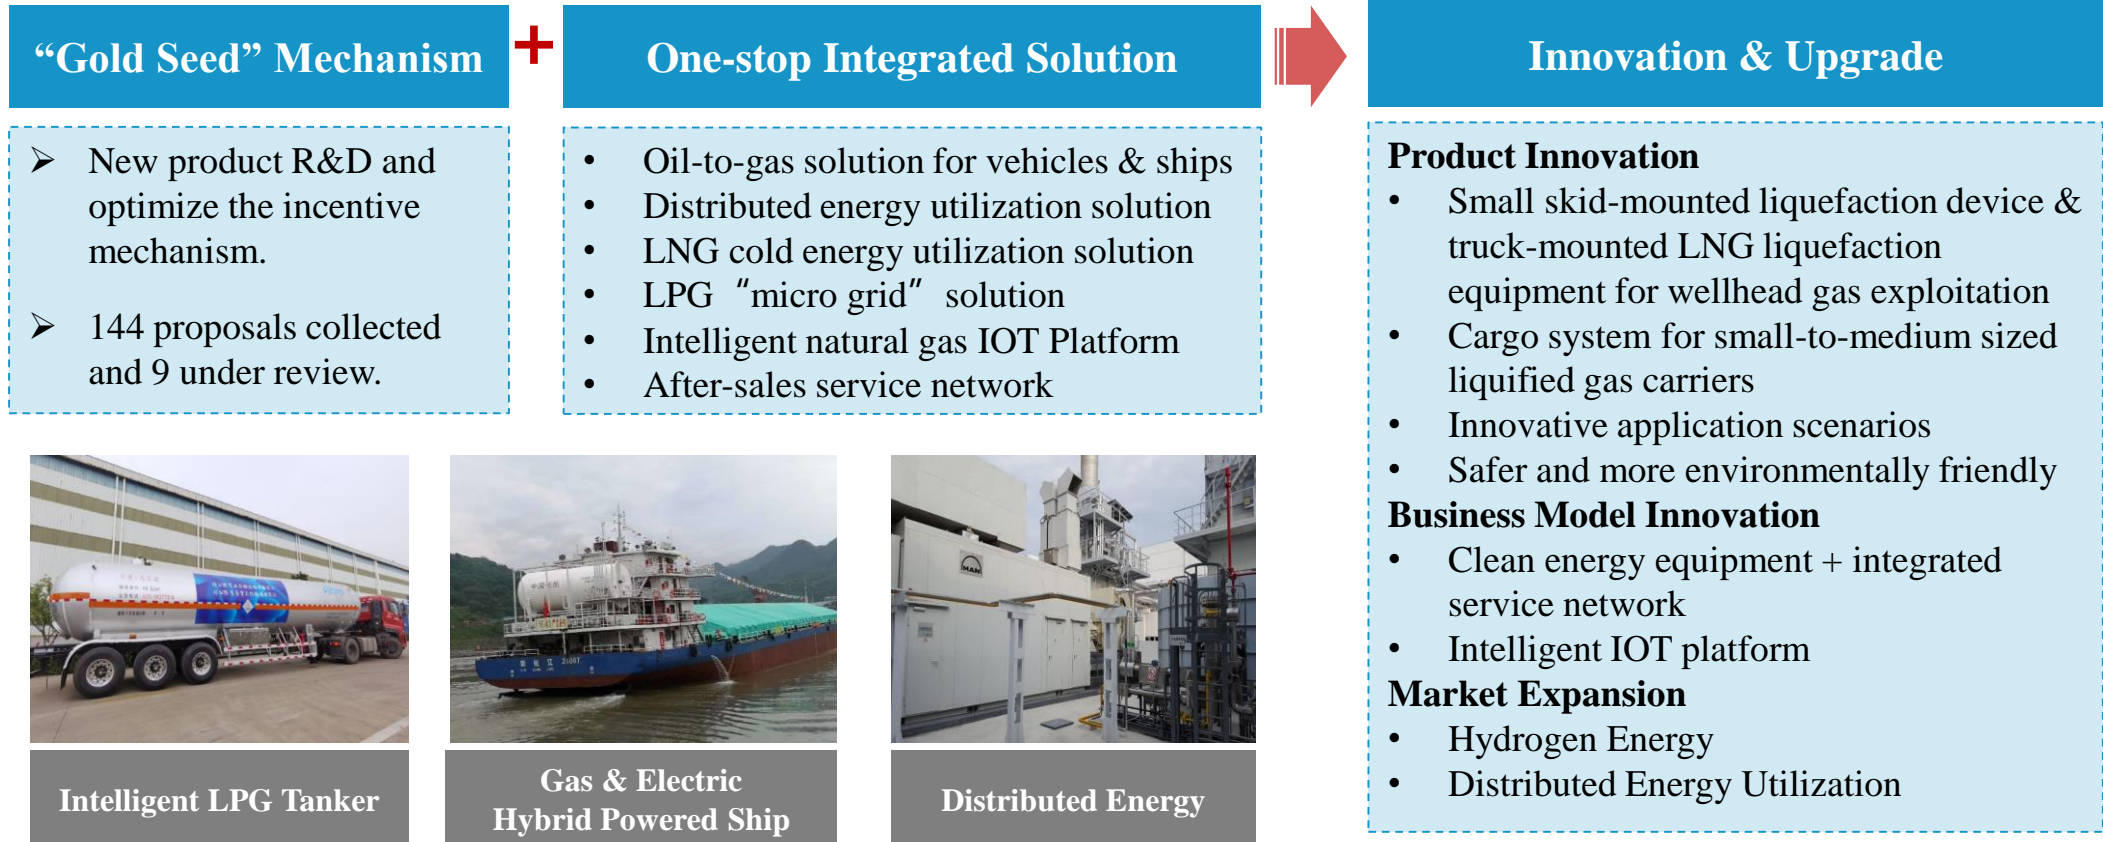 “Gold Seed” Mechanism
+
One-stop Integrated Solution
Innovation & Upgrade
➢ New product R&D and
optimize the incentive
mechanism.
➢ 144 proposals collected
and 9 under review.
• Oil-to-gas solution for vehicles & ships
• Distributed energy utilization solution
• LNG cold energy utilization solution
• LPG “micro grid” solution
• Intelligent natural gas IOT Platform
• After-sales service network
Product Innovation
• Small skid-mounted liquefaction device &
truck-mounted LNG liquefaction
equipment for wellhead gas exploitation
• Cargo system for small-to-medium sized
liquified gas carriers
• Innovative application scenarios
• Safer and more environmentally friendly
Business Model Innovation
• Clean energy equipment + integrated
service network
• Intelligent IOT platform
Market Expansion
• Hydrogen Energy
• Distributed Energy Utilization
新长江 26007
MAN
Intelligent LPG Tanker
Gas & Electric
Hybrid Powered Ship
Distributed Energy